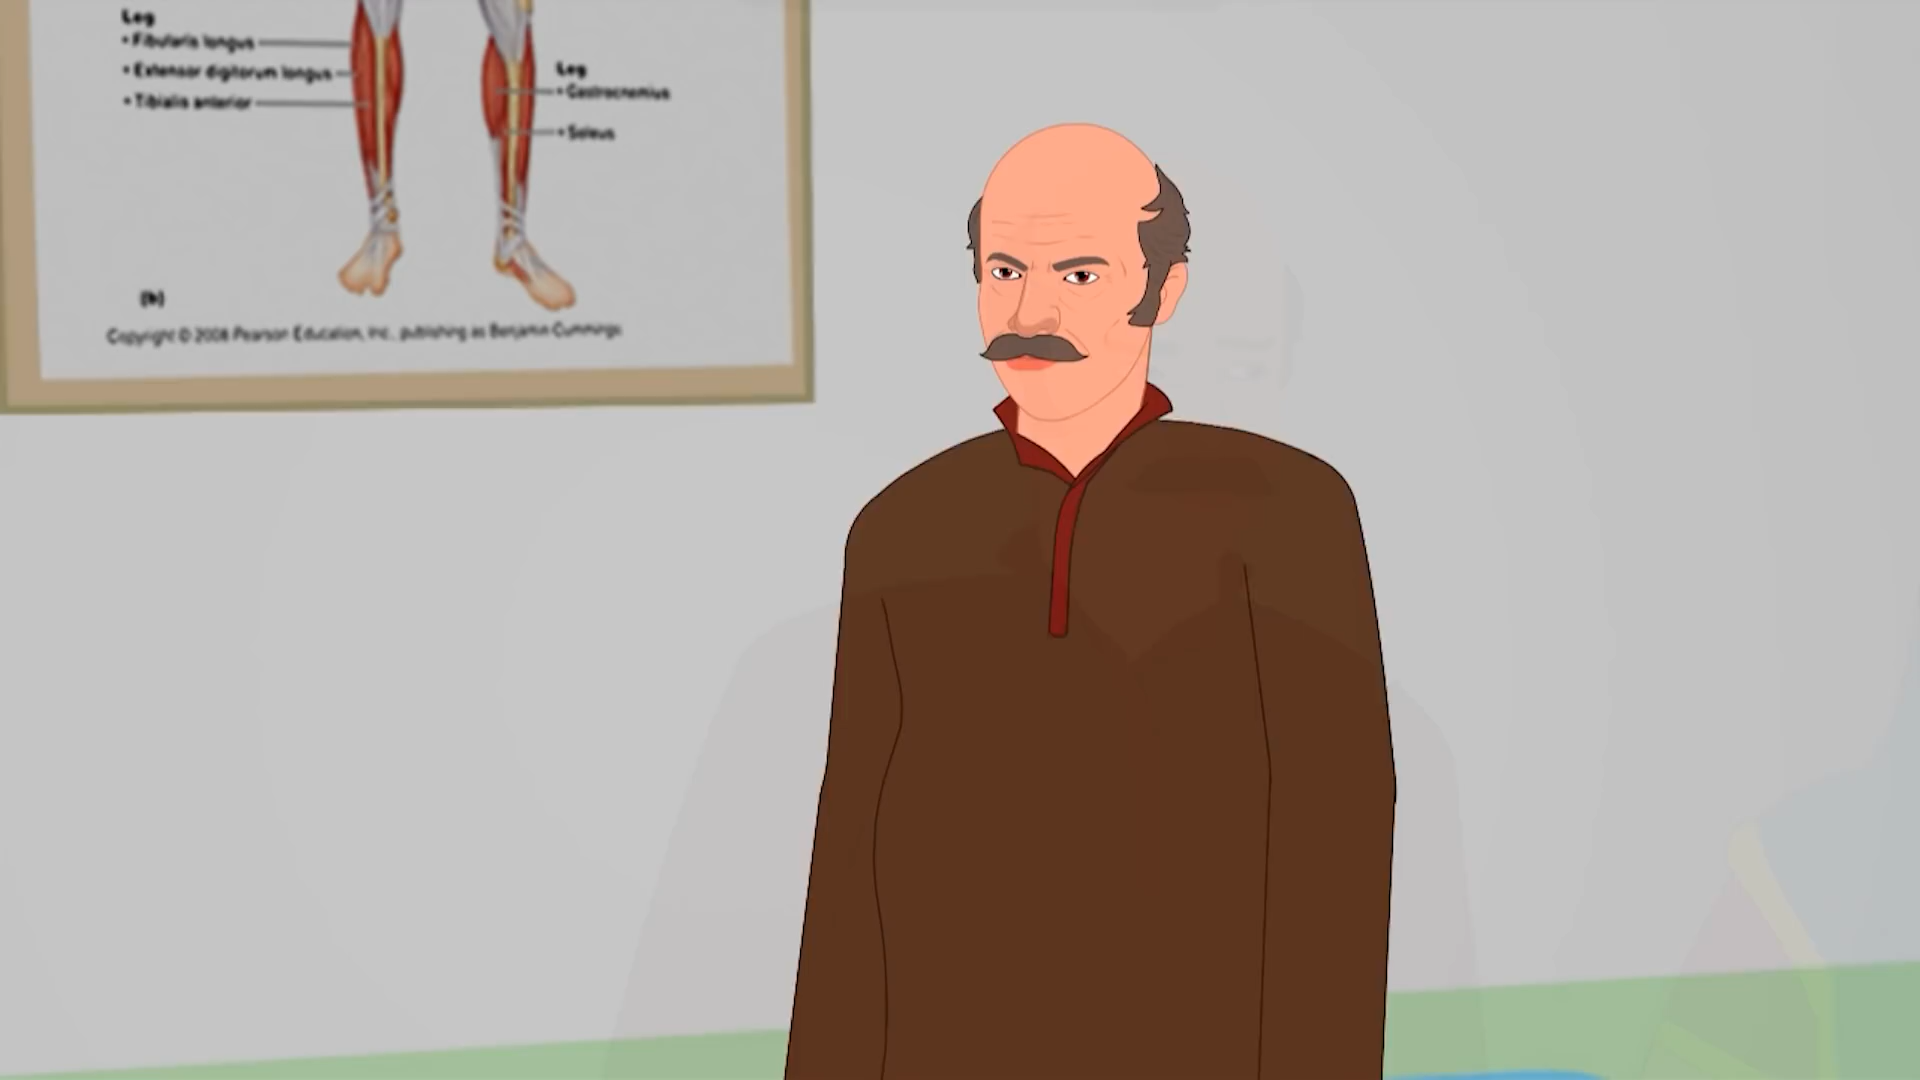 Leg
• Fibularis longus
• Extensor digitorum longus
• Tibialis anterior
Leg
• Gastrocnemius
• Soleus
(b)
Copyright © 2008 Pearson Education, Inc., publishing as Benjamin Cummings